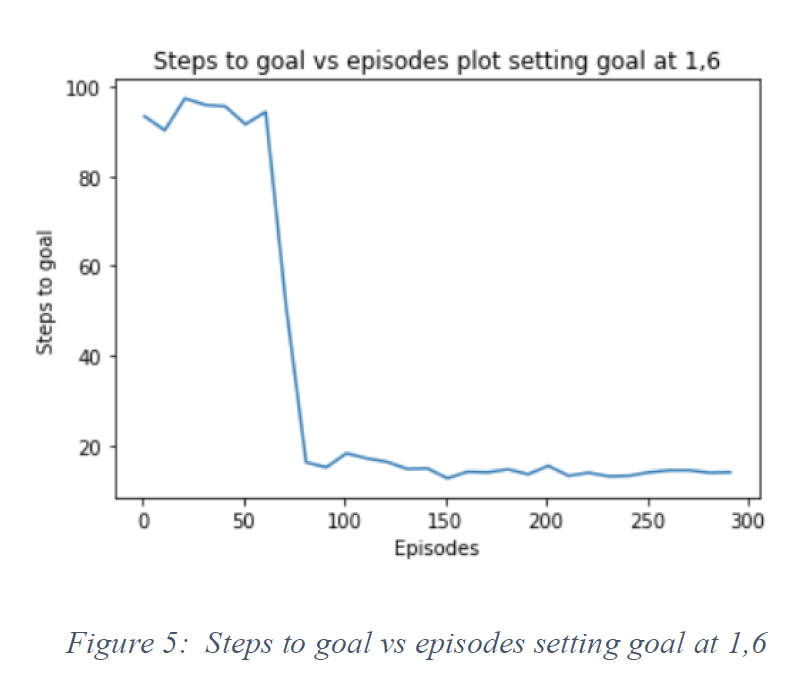 Steps to goal vs episodes plot setting goal at 1,6
100
80
60
40
20
Steps to goal
0 50 100 150 200 250 300
Episodes
Figure 5: Steps to goal vs episodes setting goal at 1,6